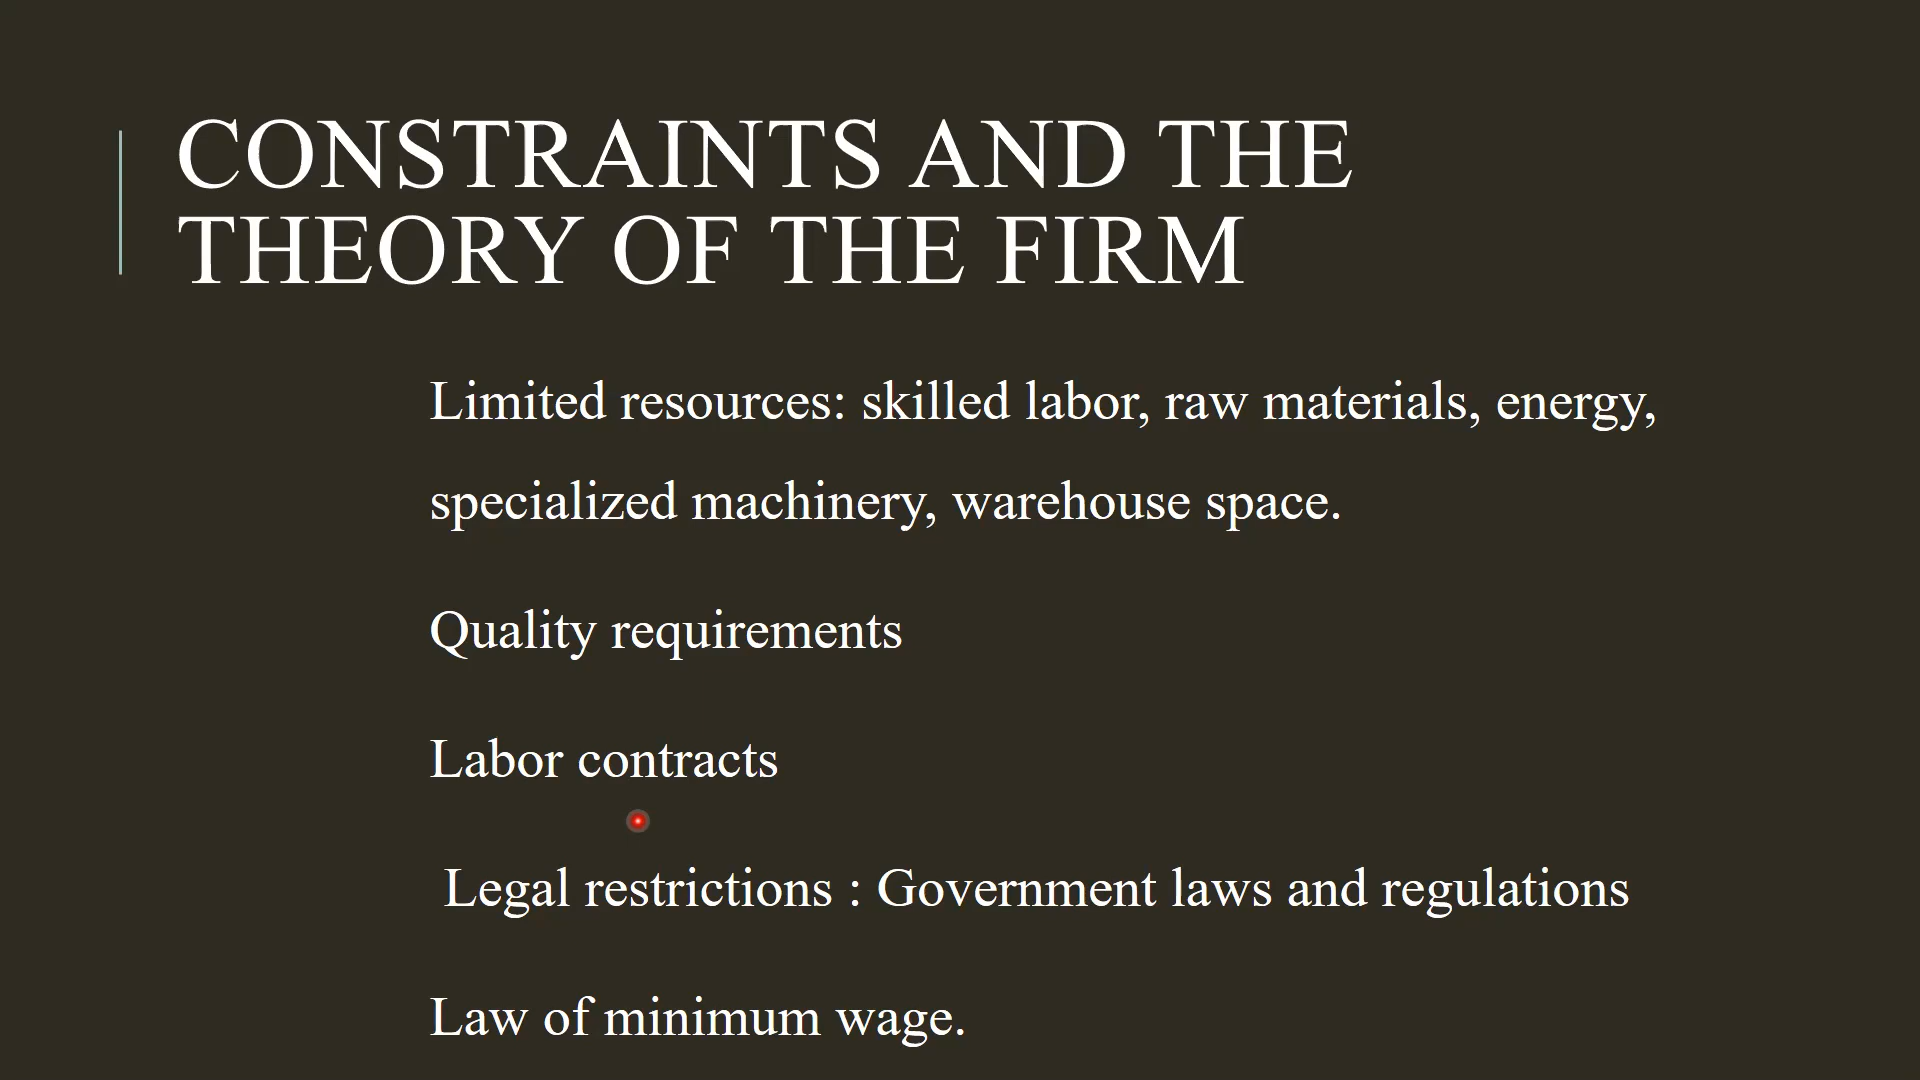 CONSTRAINTS AND THE
THEORY OF THE FIRM
Limited resources: skilled labor, raw materials, energy,
specialized machinery, warehouse space.
Quality requirements
Labor contracts
Legal restrictions : Government laws and regulations
Law of minimum wage.